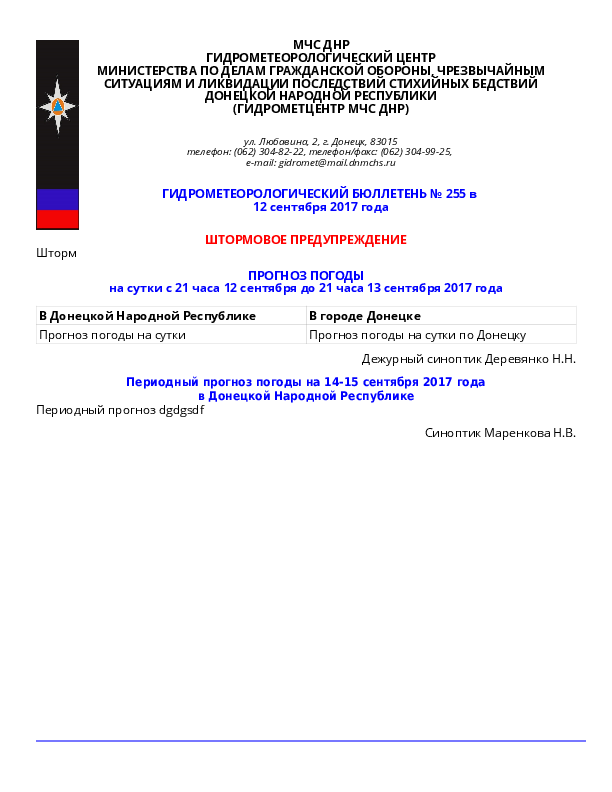 МЧС ДНР
ГИДРОМЕТЕОРОЛОГИЧЕСКИЙ ЦЕНТР
МИНИСТЕРСТВА ПО ДЕЛАМ ГРАЖДАНСКОЙ ОБОРОНЫ, ЧРЕЗВЫЧАЙНЫМ
СИТУАЦИЯМ И ЛИКВИДАЦИИ ПОСЛЕДСТВИЙ СТИХИЙНЫХ БЕДСТВИЙ
ДОНЕЦКОЙ НАРОДНОЙ РЕСПУБЛИКИ
(ГИДРОМЕТЦЕНТР МЧС ДНР)
ул. Любавина, 2, г. Донецк, 83015
телефон: (062) 304-82-22, телефон/факс: (062) 304-99-25,
e-mail: gidromet@mail.dnmchs.ru
ГИДРОМЕТЕОРОЛОГИЧЕСКИЙ БЮЛЛЕТЕНЬ № 255 в
12 сентября 2017 года
ШТОРМОВОЕ ПРЕДУПРЕЖДЕНИЕ
Шторм
ПРОГНОЗ ПОГОДЫ
на сутки с 21 часа 12 сентября до 21 часа 13 сентября 2017 года
В Донецкой Народной Республике В городе Донецке
Прогноз погоды на сутки Прогноз погоды на сутки по Донецку
Дежурный синоптик Деревянко Н.Н.
Периодный прогноз погоды на 14-15 сентября 2017 года
в Донецкой Народной Республике
Периодный прогноз dgdgsdf
Синоптик Маренкова Н.В.